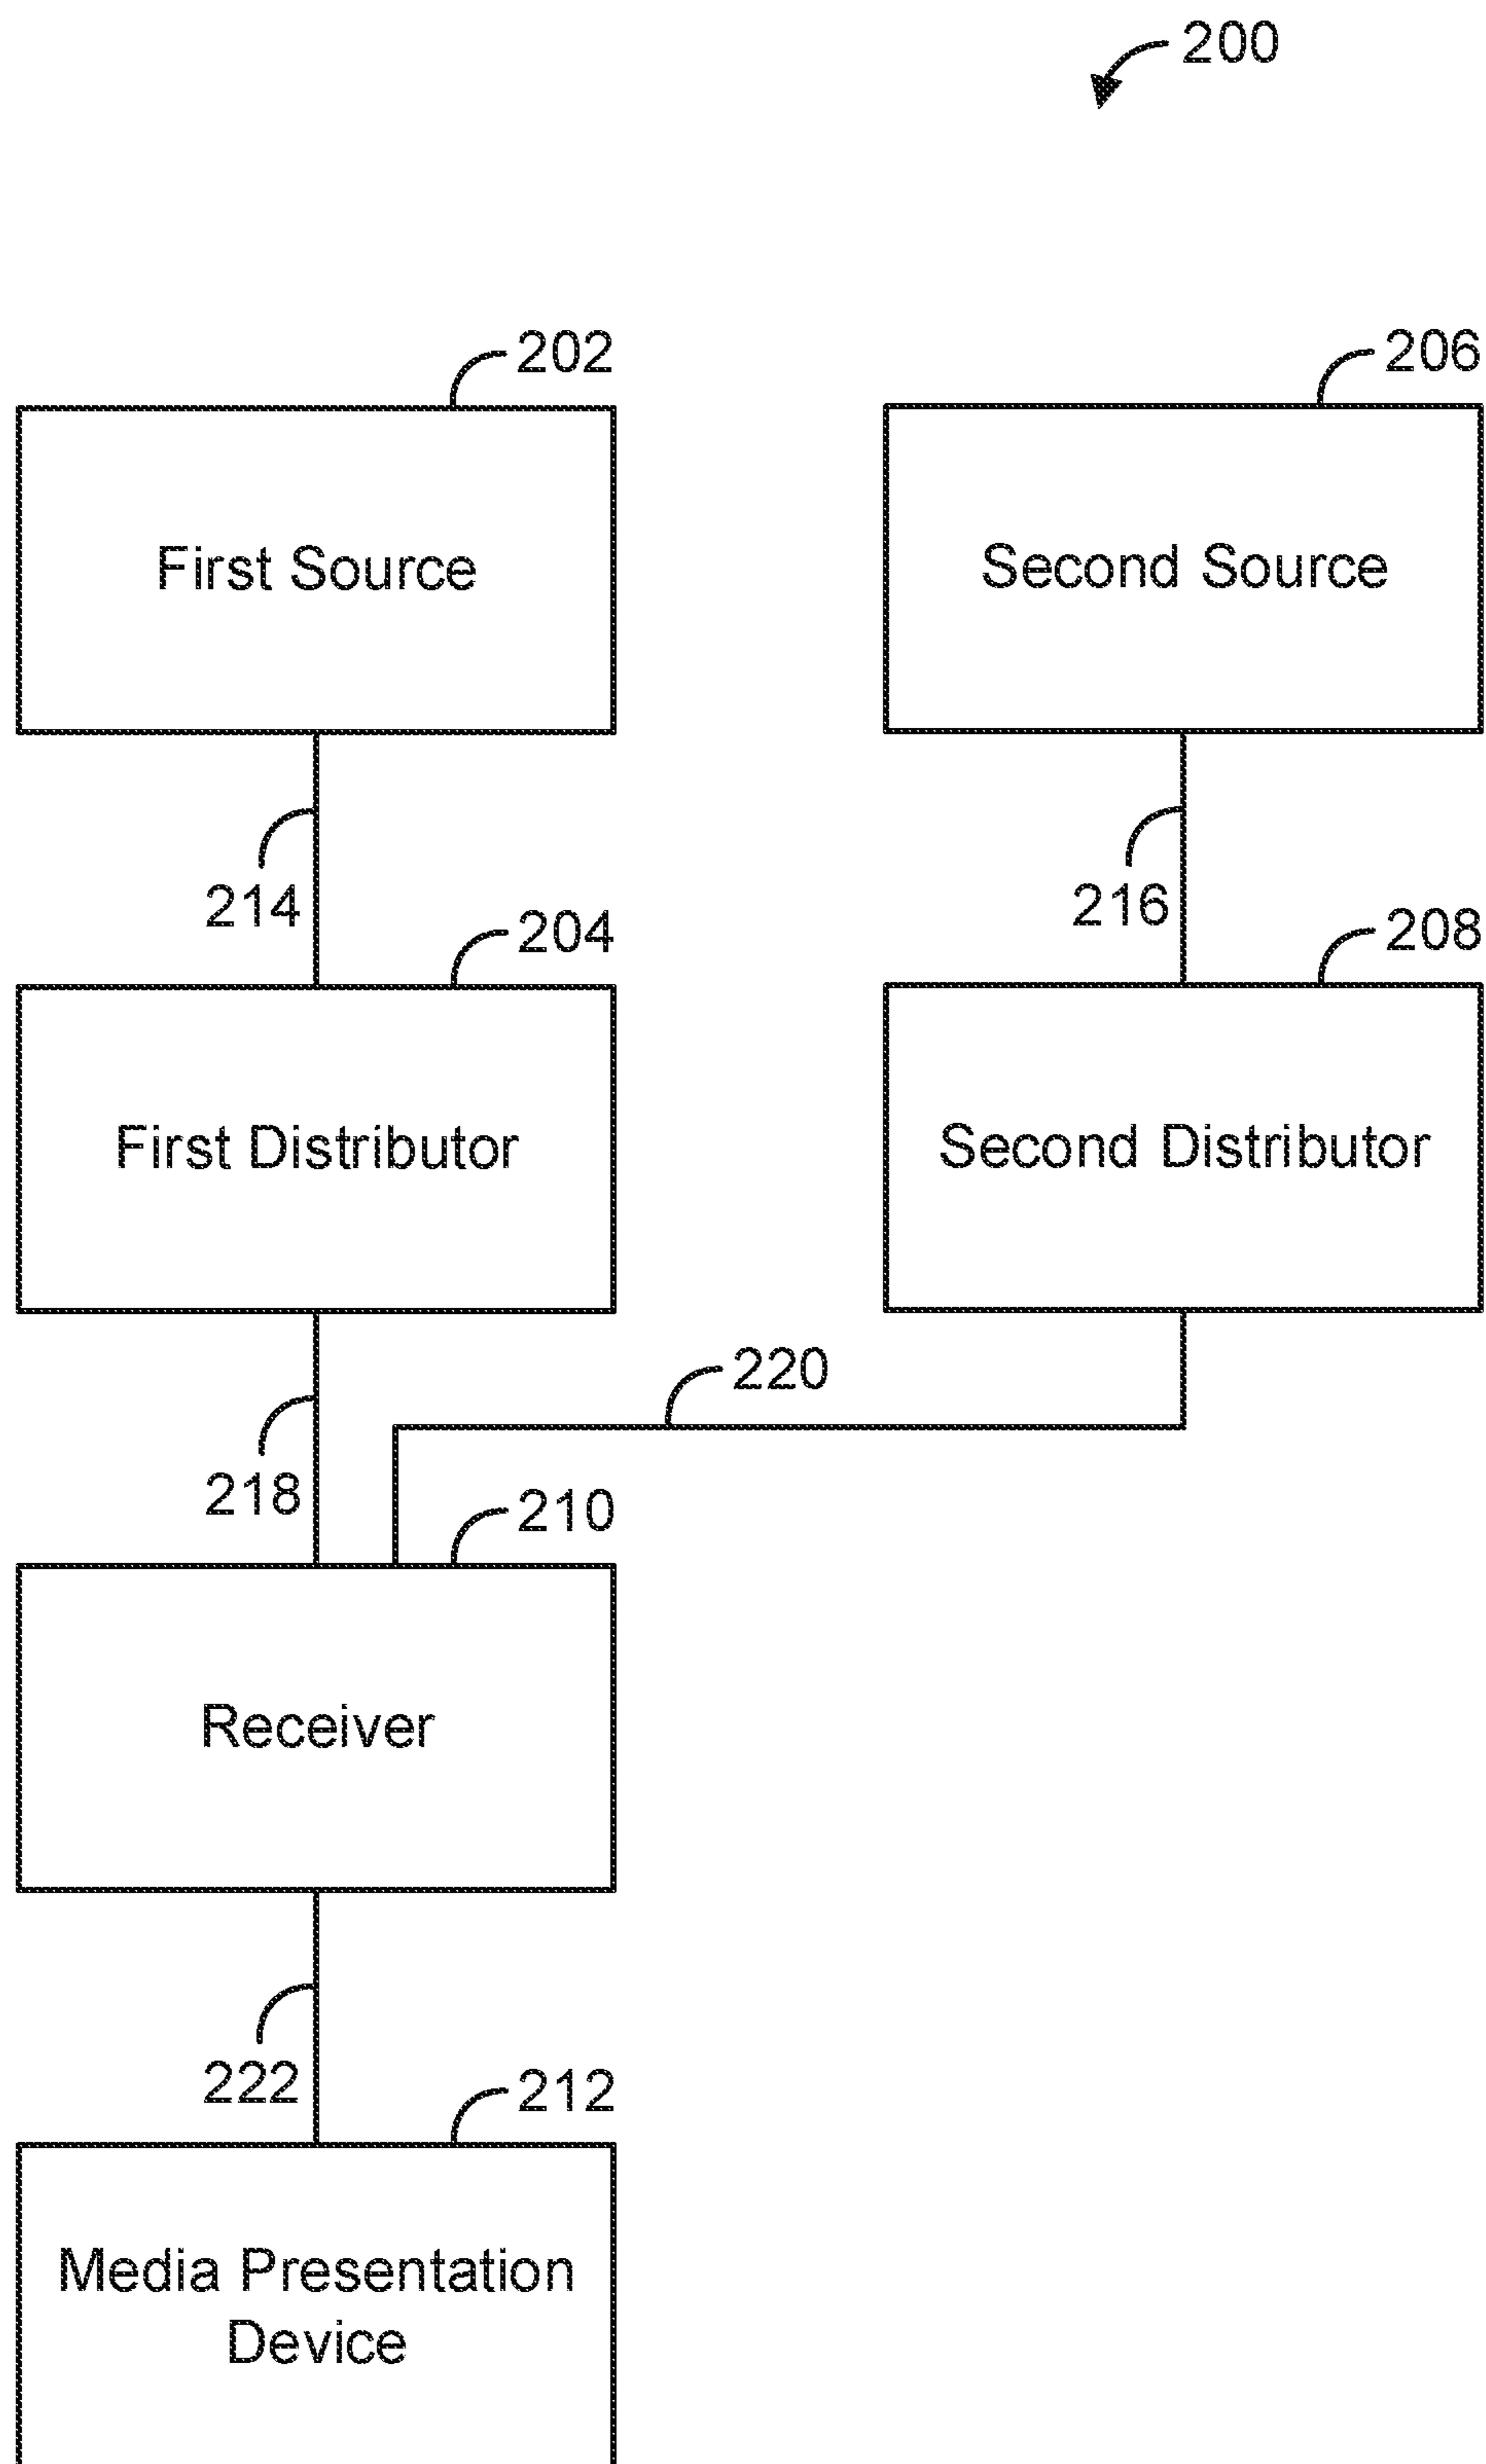 200
202
206
First Source
Second Source
214
216
204
208
First Distributor
Second Distributor
220
218
210
Receiver
222
212
Media Presentation
Device